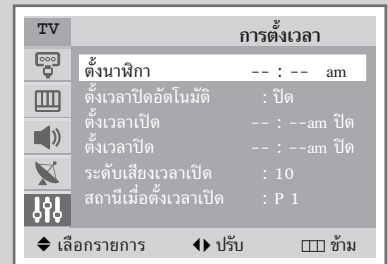 TV การตั้งเวลา
ตั้งนาฬิกา -- : -- am
ตั้งเวลาปิดอัตโนมัติ : ปิด
ตั้งเวลาเปิด -- : --am ปิด
ตั้งเวลาปิด -- : --am ปิด
ระดับเสียงเวลาเปิด : 10
สถานีเมื่อตั้งเวลาเปิด : P 1
เลือกรายการ ปรับ ข้าม